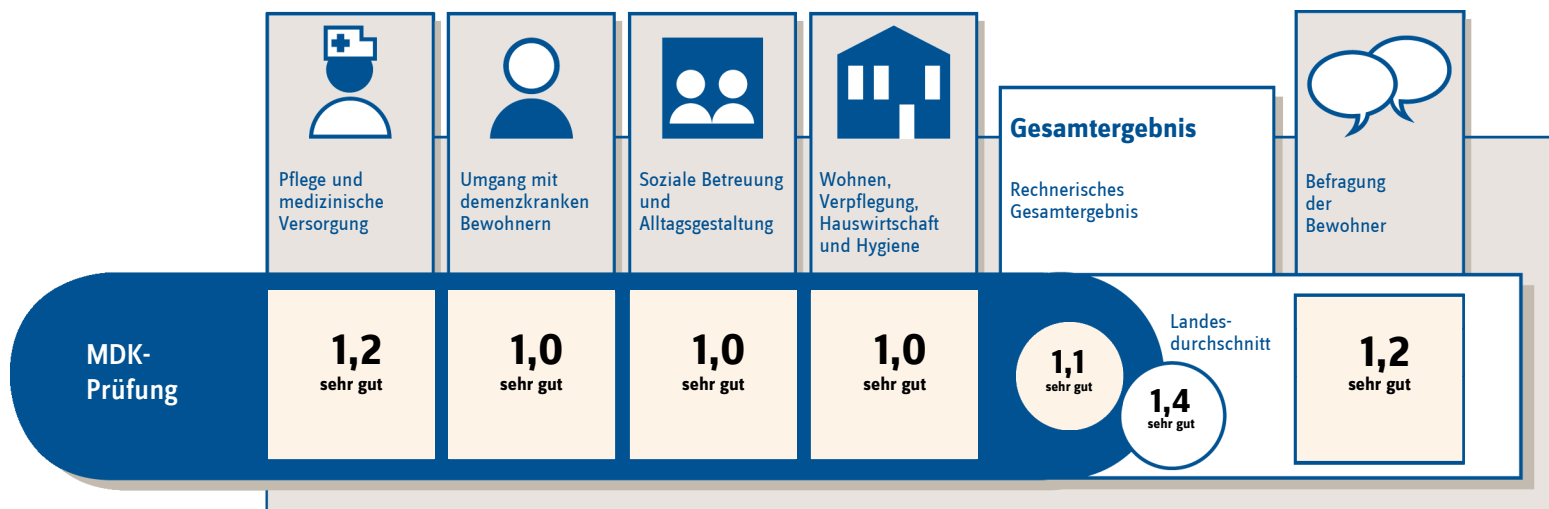 Pflege und
medizinische
Versorgung
Umgang mit
demenzkranken
Bewohnern
Soziale Betreuung
und
Alltagsgestaltung
Wohnen,
Verpflegung,
Hauswirtschaft
und Hygiene
Gesamtergebnis
Rechnerisches
Gesamtergebnis
Befragung
der
Bewohner
MDK-
Prüfung
1,2
sehr gut
1,0
sehr gut
1,0
sehr gut
1,0
sehr gut
1,1
sehr gut
Landes-
durchschnitt
1,4
sehr gut
1,2
sehr gut